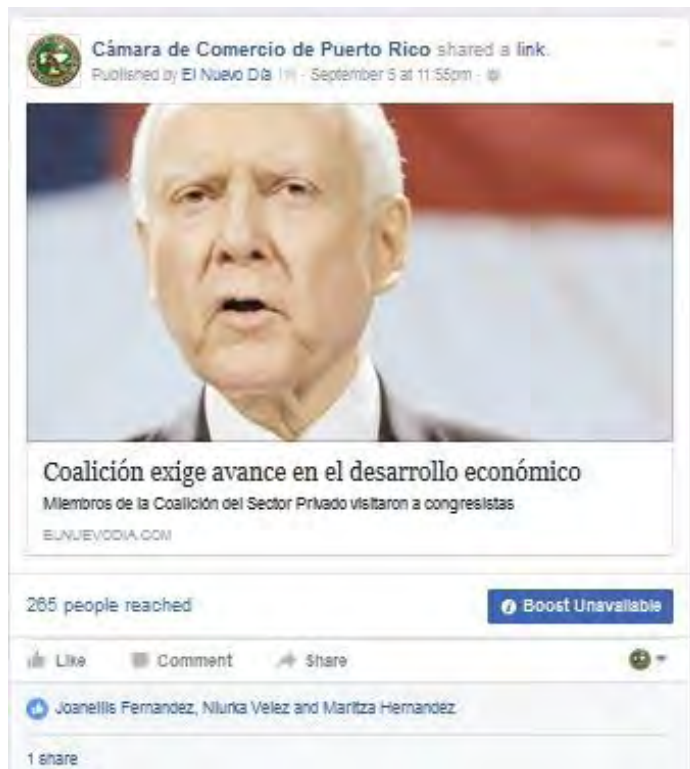 Cámara de Comercio de Puerto Rico shared a link.
Published by El Nuevo Día · September 5 at 11:55pm ·
Coalición exige avance en el desarrollo económico
Miembros de la Coalición del Sector Privado visitaron a congresistas
ELNUEVODIA.COM
265 people reached
Boost Unavailable
Like Comment Share
Joanellis Fernandez, Niurka Velez and Maritza Hernandez
1 share